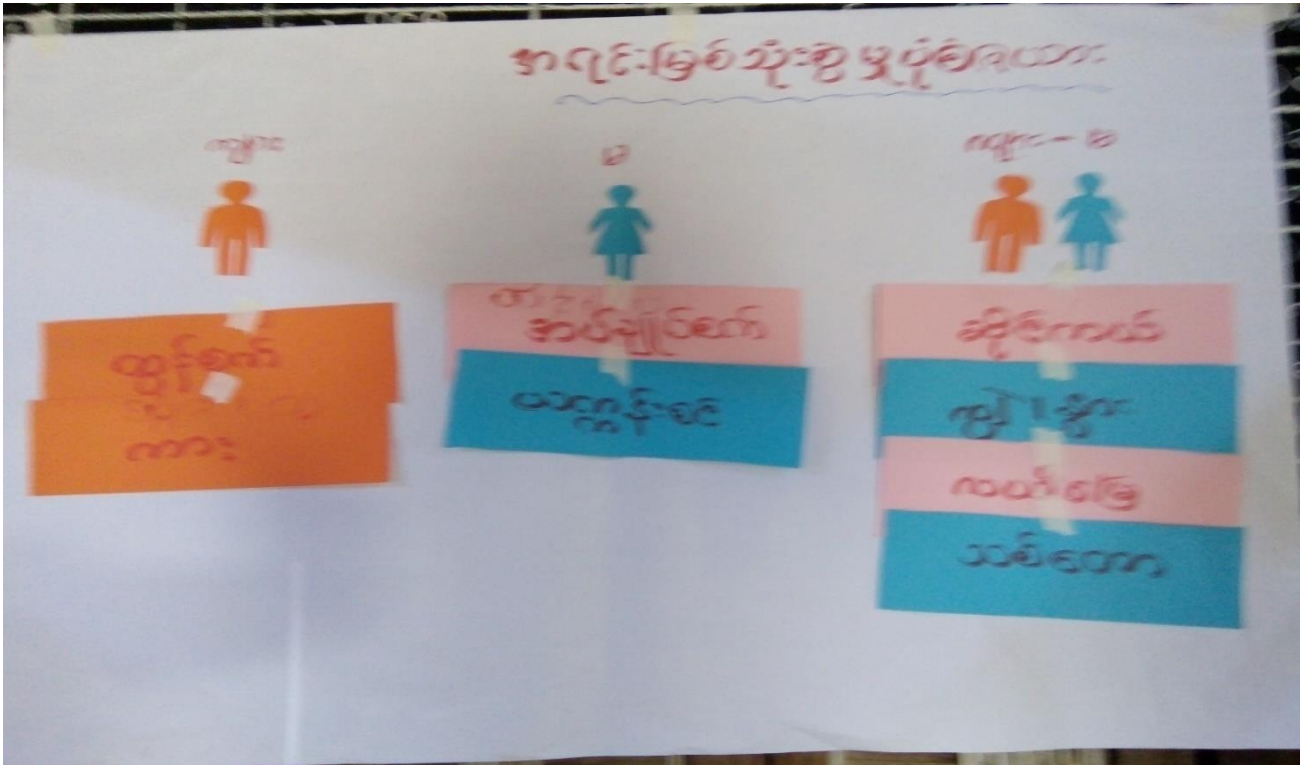 အရင်းမြစ်သုံးစွဲမှုပုံစံဇယား
ကျား
မ
ကျား - မ
ထွန်စက်
ကား
အပ်ချုပ်စက်
ယက္ကန်းစင်
ဆိုင်ကယ်
ကျွဲ ။ နွား
လယ်မြေ
သစ်တော